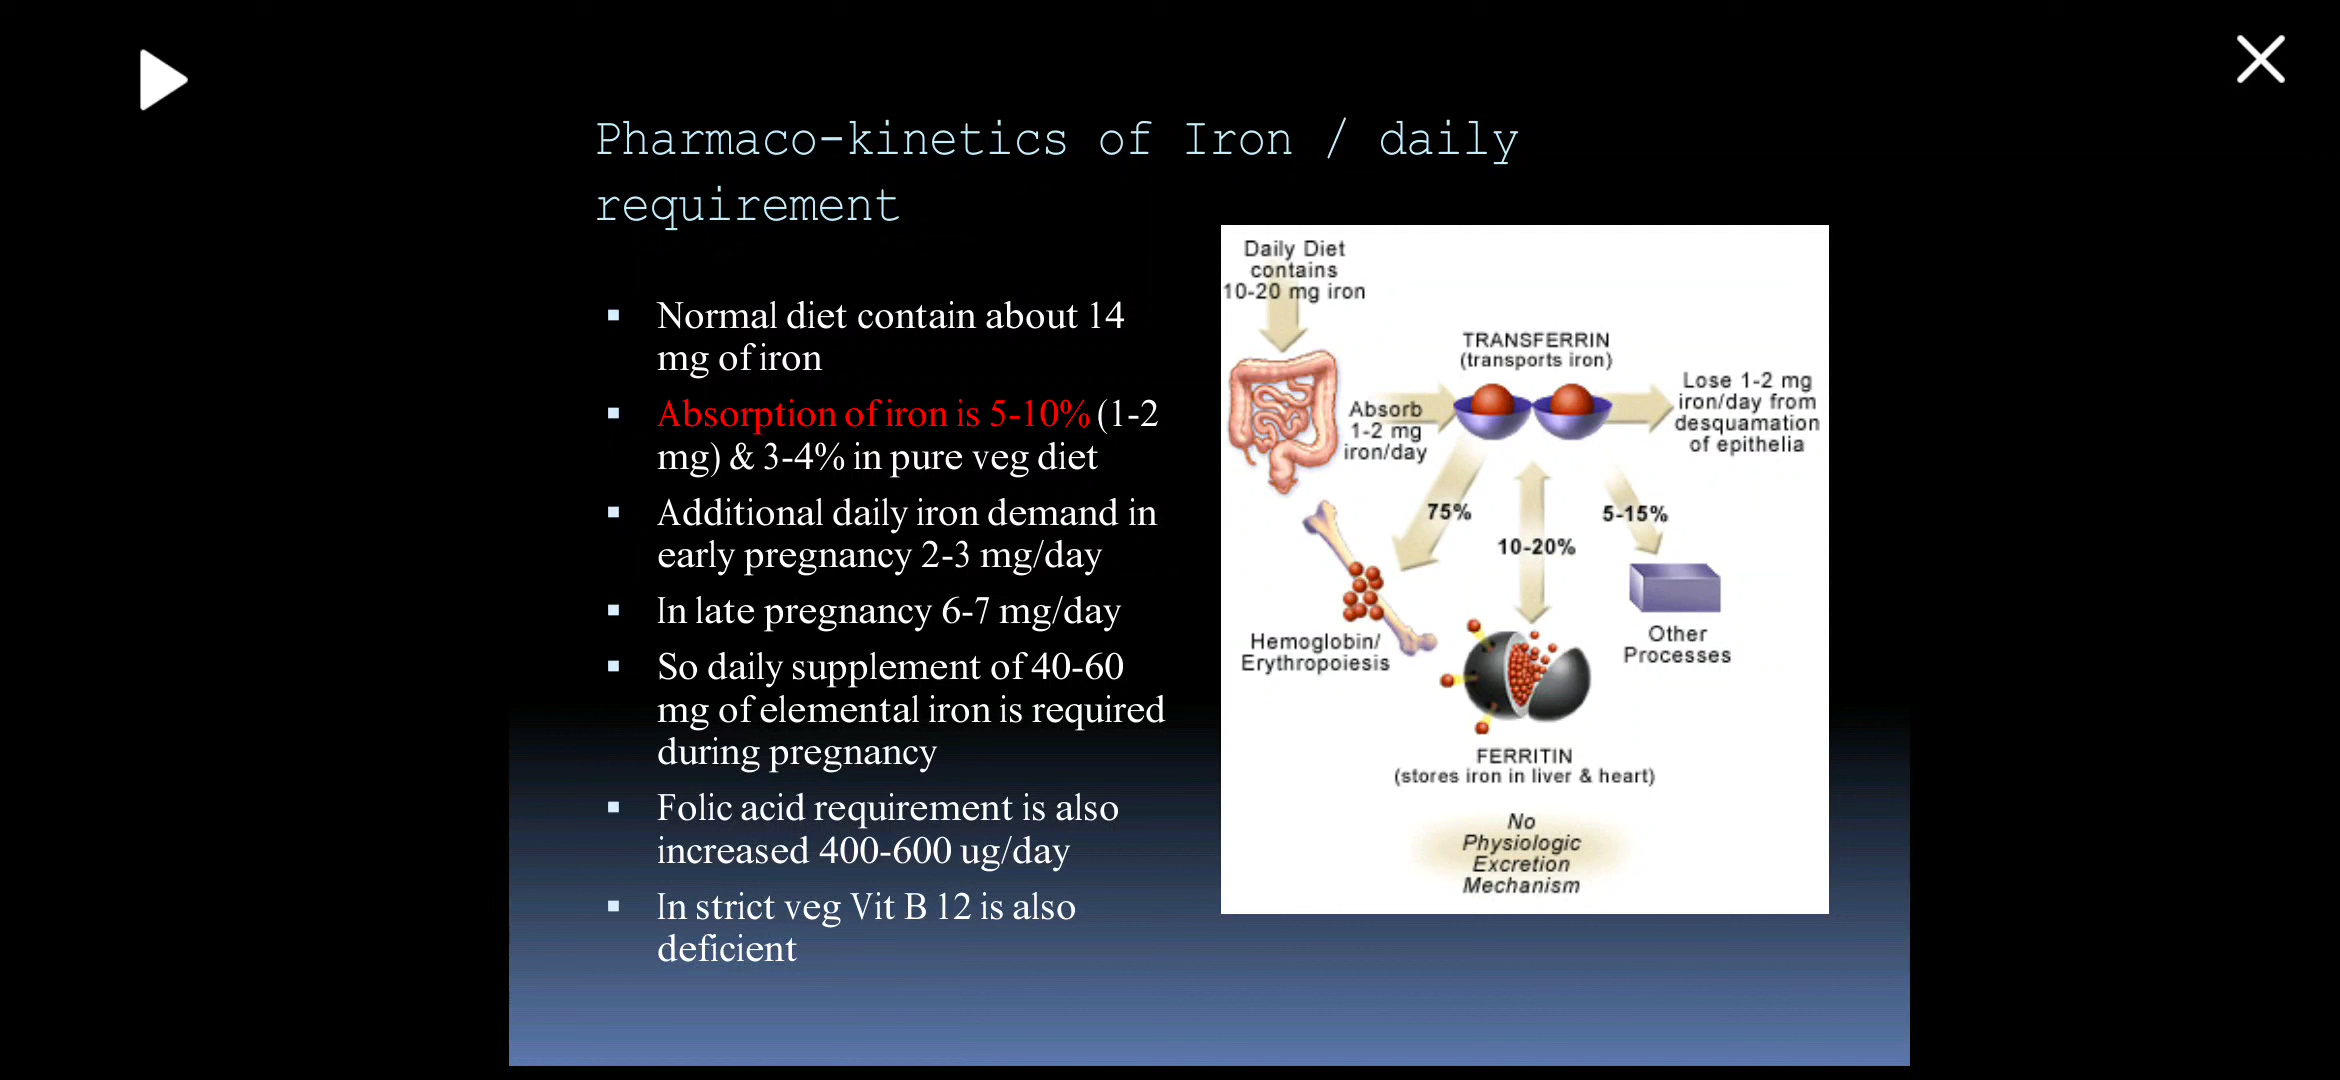 Pharmaco-kinetics of Iron / daily
requirement
▪ Normal diet contain about 14
mg of iron
▪ Absorption of iron is 5-10% (1-2
mg) & 3-4% in pure veg diet
▪ Additional daily iron demand in
early pregnancy 2-3 mg/day
▪ In late pregnancy 6-7 mg/day
▪ So daily supplement of 40-60
mg of elemental iron is required
during pregnancy
▪ Folic acid requirement is also
increased 400-600 ug/day
▪ In strict veg Vit B 12 is also
deficient
Daily Diet
contains
10-20 mg iron
TRANSFERRIN
(transports iron)
Absorb
1-2 mg
iron/day
Lose 1-2 mg
iron/day from
desquamation
of epithelia
75%
10-20%
5-15%
Hemoglobin/
Erythropoiesis
Other
Processes
FERRITIN
(stores iron in liver & heart)
No
Physiologic
Excretion
Mechanism